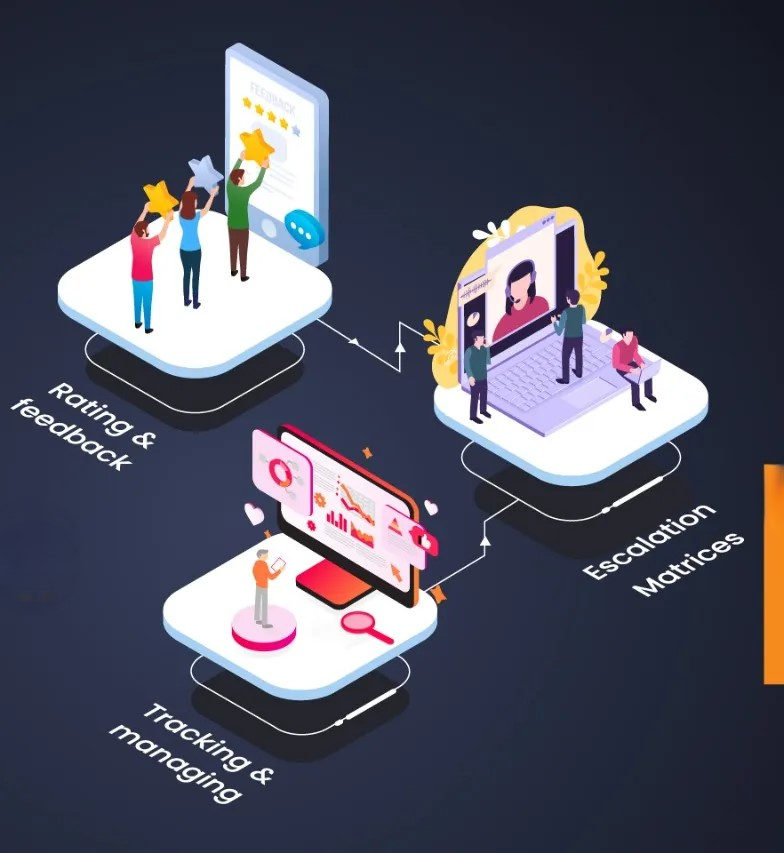 FEEDBACK
Rating &
feedback
Escalation
Matrices
Tracking &
managing